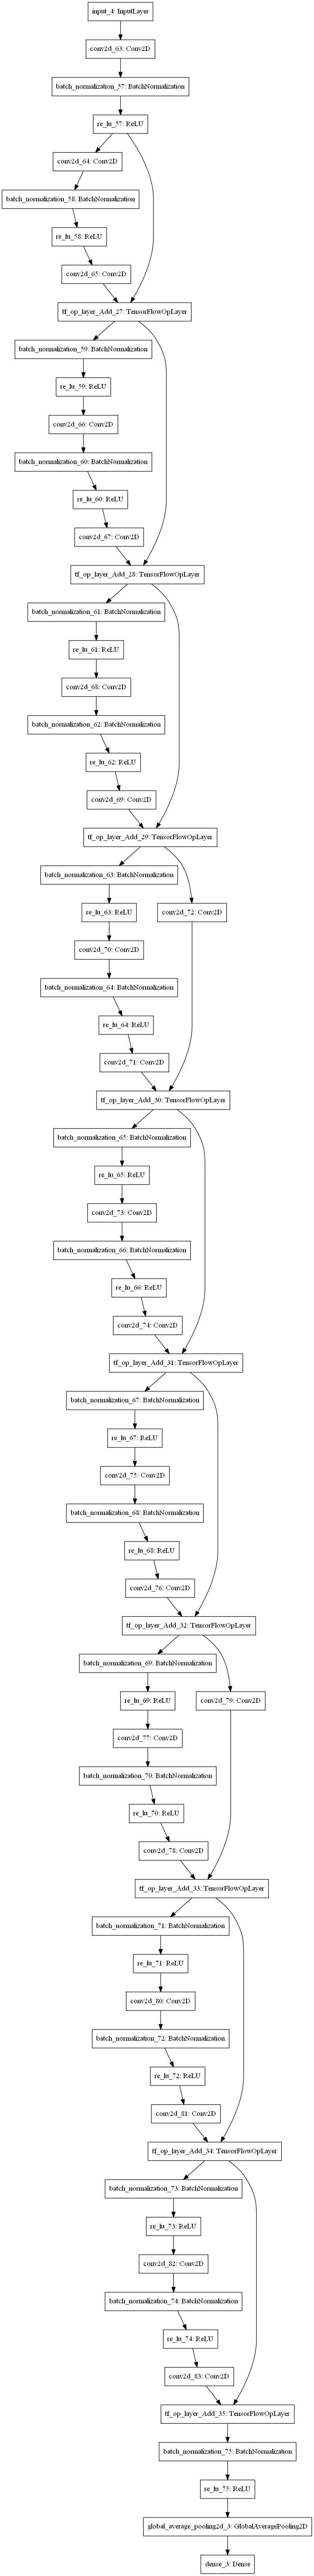 input_4: InputLayer
conv2d_63: Conv2D
batch_normalization_57: BatchNormalization
re_lu_57: ReLU
conv2d_64: Conv2D
batch_normalization_58: BatchNormalization
re_lu_58: ReLU
conv2d_65: Conv2D
tf_op_layer_Add_27: TensorFlowOpLayer
batch_normalization_59: BatchNormalization
re_lu_59: ReLU
conv2d_66: Conv2D
batch_normalization_60: BatchNormalization
re_lu_60: ReLU
conv2d_67: Conv2D
tf_op_layer_Add_28: TensorFlowOpLayer
batch_normalization_61: BatchNormalization
re_lu_61: ReLU
conv2d_68: Conv2D
batch_normalization_62: BatchNormalization
re_lu_62: ReLU
conv2d_69: Conv2D
tf_op_layer_Add_29: TensorFlowOpLayer
batch_normalization_63: BatchNormalization
re_lu_63: ReLU
conv2d_72: Conv2D
conv2d_70: Conv2D
batch_normalization_64: BatchNormalization
re_lu_64: ReLU
conv2d_71: Conv2D
tf_op_layer_Add_30: TensorFlowOpLayer
batch_normalization_65: BatchNormalization
re_lu_65: ReLU
conv2d_73: Conv2D
batch_normalization_66: BatchNormalization
re_lu_66: ReLU
conv2d_74: Conv2D
tf_op_layer_Add_31: TensorFlowOpLayer
batch_normalization_67: BatchNormalization
re_lu_67: ReLU
conv2d_75: Conv2D
batch_normalization_68: BatchNormalization
re_lu_68: ReLU
conv2d_76: Conv2D
tf_op_layer_Add_32: TensorFlowOpLayer
batch_normalization_69: BatchNormalization
re_lu_69: ReLU
conv2d_79: Conv2D
conv2d_77: Conv2D
batch_normalization_70: BatchNormalization
re_lu_70: ReLU
conv2d_78: Conv2D
tf_op_layer_Add_33: TensorFlowOpLayer
batch_normalization_71: BatchNormalization
re_lu_71: ReLU
conv2d_80: Conv2D
batch_normalization_72: BatchNormalization
re_lu_72: ReLU
conv2d_81: Conv2D
tf_op_layer_Add_34: TensorFlowOpLayer
batch_normalization_73: BatchNormalization
re_lu_73: ReLU
conv2d_82: Conv2D
batch_normalization_74: BatchNormalization
re_lu_74: ReLU
conv2d_83: Conv2D
tf_op_layer_Add_35: TensorFlowOpLayer
batch_normalization_75: BatchNormalization
re_lu_75: ReLU
global_average_pooling2d_3: GlobalAveragePooling2D
dense_3: Dense